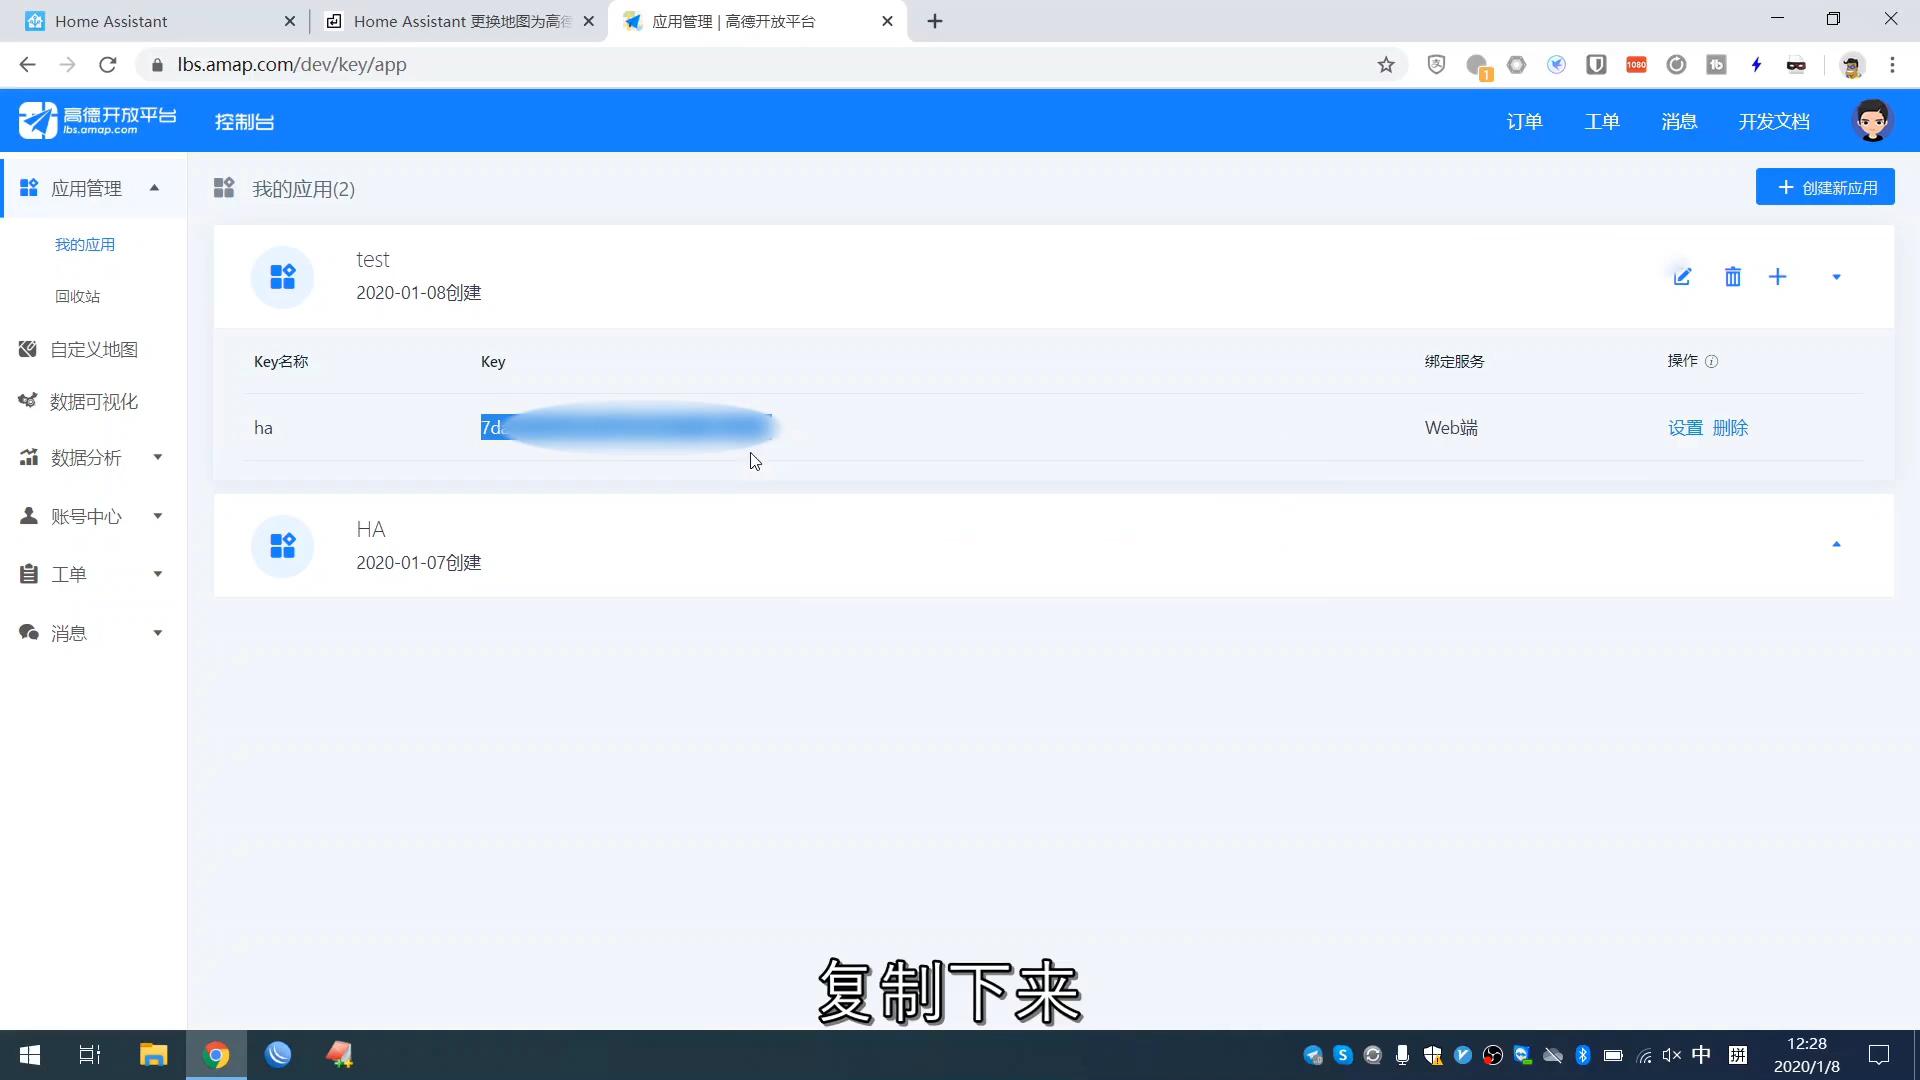 Home Assistant
Home Assistant 更换地图为高德
应用管理 | 高德开放平台
lbs.amap.com/dev/key/app
1
1080
高德开放平台
lbs.amap.com
控制台
订单
工单
消息
开发文档
应用管理
我的应用
回收站
自定义地图
数据可视化
数据分析
账号中心
工单
消息
我的应用(2)
创建新应用
test
2020-01-08创建
Key名称
Key
绑定服务
操作
ha
Web端
设置 删除
HA
2020-01-07创建
复制下来
中
拼
12:28
2020/1/8